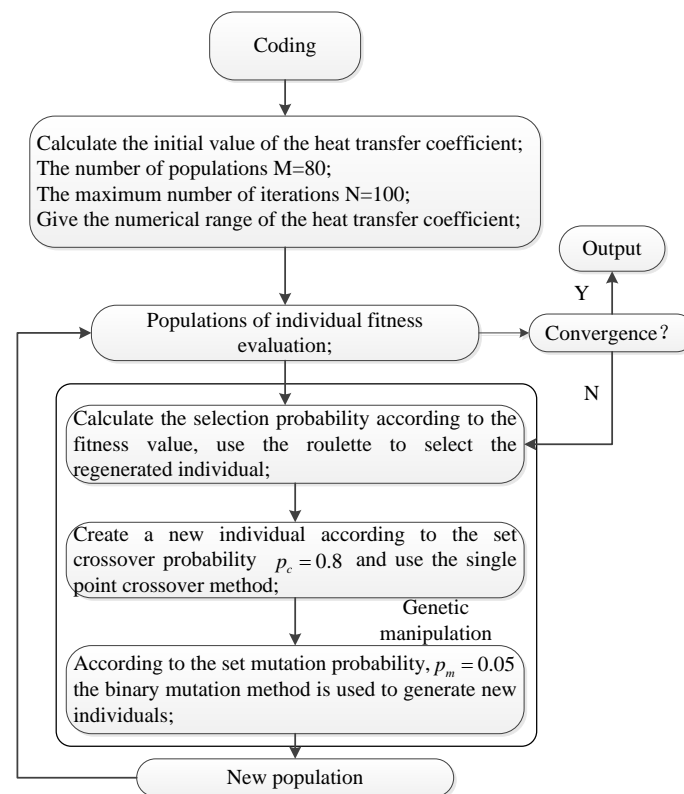 Coding
Calculate the initial value of the heat transfer coefficient;
The number of populations M=80;
The maximum number of iterations N=100;
Give the numerical range of the heat transfer coefficient;
Output
Y
Populations of individual fitness
evaluation;
Convergence？
N
Calculate the selection probability according to the
fitness value, use the roulette to select the
regenerated individual;
Create a new individual according to the set
crossover probability p_c = 0.8 and use the single
point crossover method;
Genetic
manipulation
According to the set mutation probability, p_m = 0.05
the binary mutation method is used to generate new
individuals;
New population